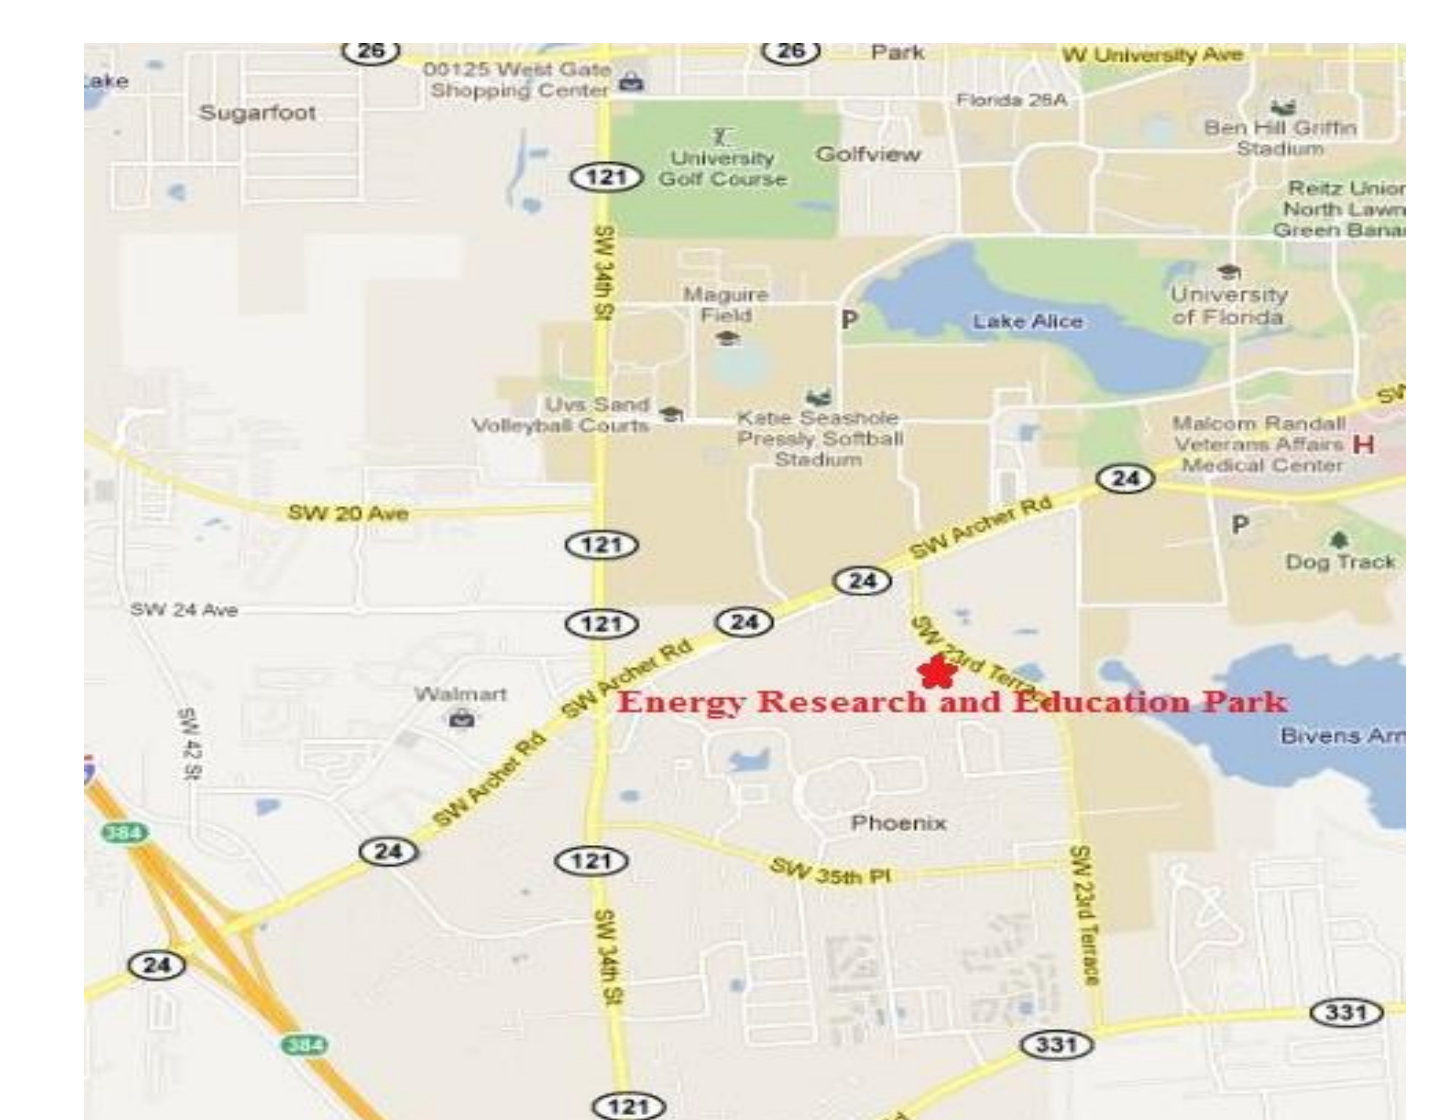 26
26
Park
W University Ave
00125 West Gate
Shopping Center
ake
Sugarfoot
Florida 26A
Ben Hill Griffin
Stadium
University
Golf Course
Golfview
121
Reitz Union
North Lawn
Green Bana
SW 34th St
Maguire
Field
P
Lake Alice
University
of Florida
Uvs Sand
Volleyball Courts
Katie Seashole
Pressly Softball
Stadium
SW
Malcom Randall
Veterans Affairs
Medical Center
H
24
SW 20 Ave
SW Archer Rd
121
P
Dog Track
24
SW 24 Ave
121
24
SW 23rd Terrace
SW Archer Rd
Walmart
Energy Research and Education Park
SW 42 St
Bivens Arm
SW Archer Rd
384
24
121
Phoenix
SW 35th Pl
SW 23rd Terrace
SW 34th St
24
384
331
331
121